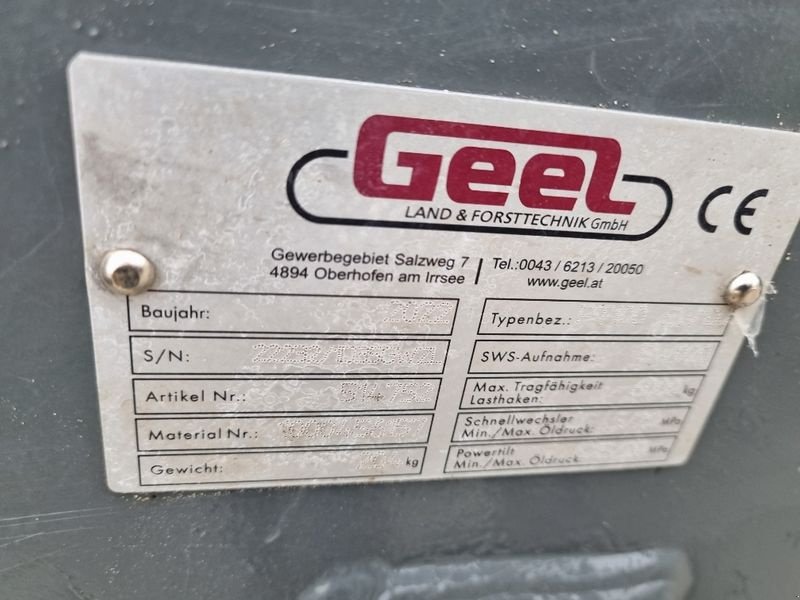 Geel
LAND & FORSTTECHNIK GmbH
CE
Gewerbegebiet Salzweg 7
4894 Oberhofen am Irrsee
Tel.:0043 / 6213 / 20050
www.geel.at
Baujahr: 2022
S/N:
Artikel Nr.: 514752
Material Nr.:
Gewicht: kg
Typenbez.:
SWS-Aufnahme:
Max. Tragfähigkeit
Lasthaken: kg
Schnellwechsler
Min./Max. Öldruck: MPa
Powertilt
Min./Max. Öldruck: MPa